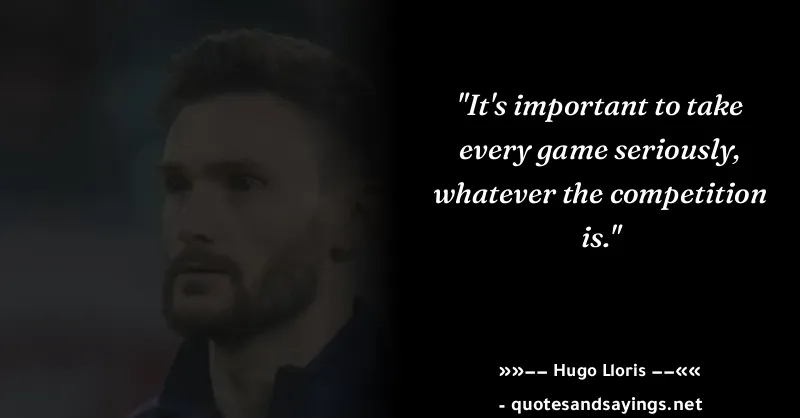 "It's important to take
every game seriously,
whatever the competition
is."
»»−− Hugo Lloris −−««
- quotesandsayings.net